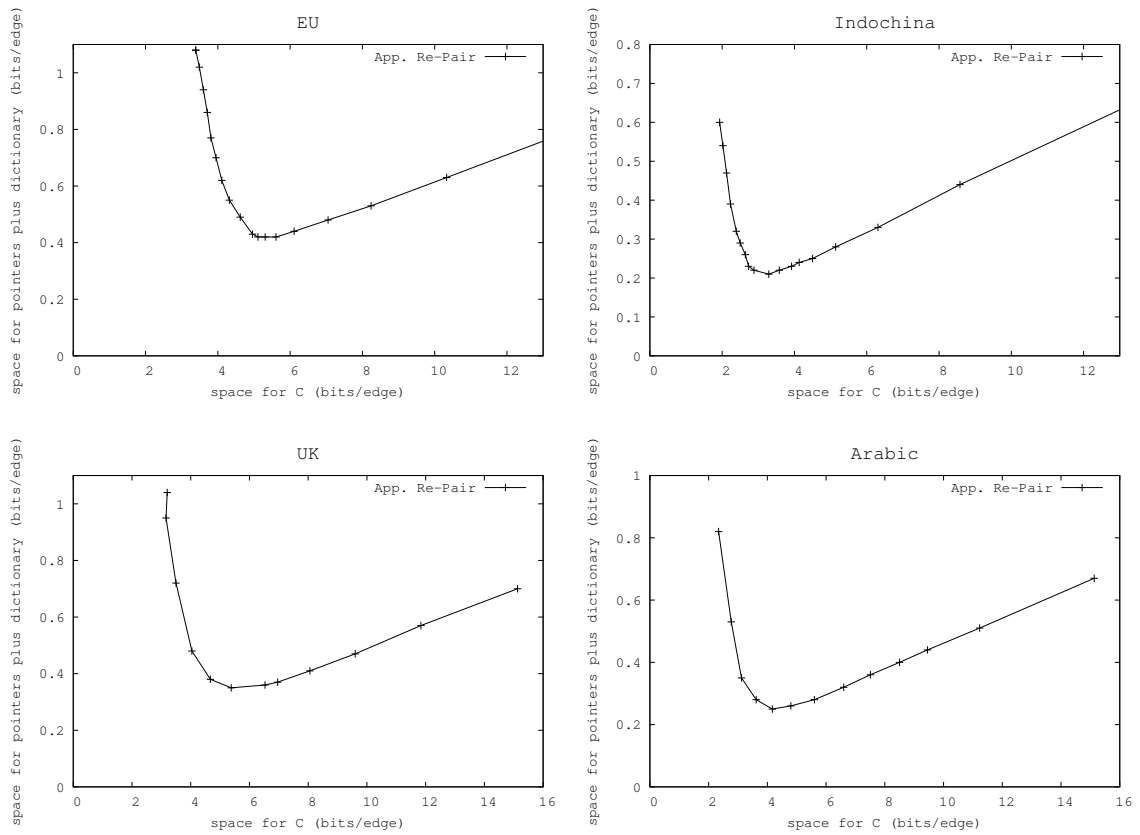 EU
App. Re-Pair
space for pointers plus dictionary (bits/edge)
1
0.8
0.6
0.4
0.2
0
0 2 4 6 8 10 12
space for C (bits/edge)
Indochina
App. Re-Pair
space for pointers plus dictionary (bits/edge)
0.8
0.7
0.6
0.5
0.4
0.3
0.2
0.1
0
0 2 4 6 8 10 12
space for C (bits/edge)
UK
App. Re-Pair
space for pointers plus dictionary (bits/edge)
1
0.8
0.6
0.4
0.2
0
0 2 4 6 8 10 12 14 16
space for C (bits/edge)
Arabic
App. Re-Pair
space for pointers plus dictionary (bits/edge)
1
0.8
0.6
0.4
0.2
0
0 2 4 6 8 10 12 14 16
space for C (bits/edge)